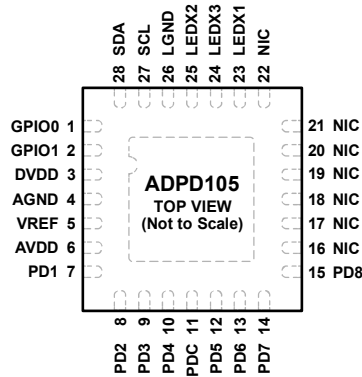 28 SDA
27 SCL
26 LGND
25 LEDX2
24 LEDX3
23 LEDX1
22 NIC
GPIO0 1
GPIO1 2
DVDD 3
AGND 4
VREF 5
AVDD 6
PD1 7
ADPD105
TOP VIEW
(Not to Scale)
21 NIC
20 NIC
19 NIC
18 NIC
17 NIC
16 NIC
15 PD8
PD2 8
PD3 9
PD4 10
PDC 11
PD5 12
PD6 13
PD7 14